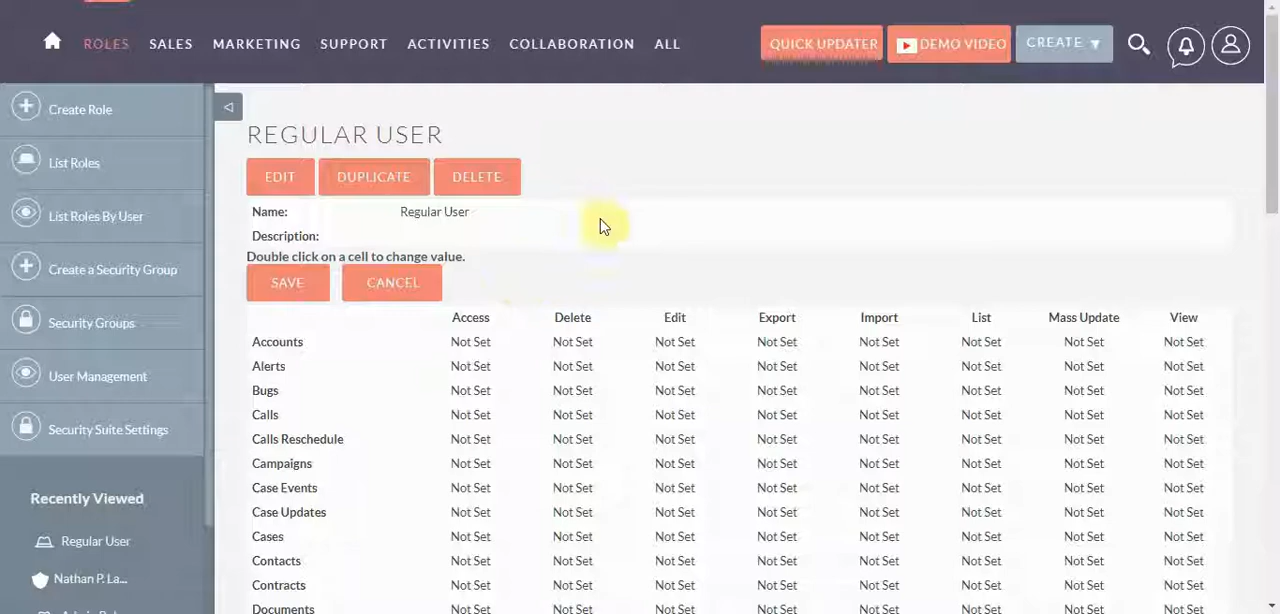 ROLES SALES MARKETING SUPPORT ACTIVITIES COLLABORATION ALL QUICK UPDATER DEMO VIDEO CREATE ▼
Create Role
List Roles
List Roles By User
Create a Security Group
Security Groups
User Management
Security Suite Settings
Recently Viewed
Regular User
Nathan P. La...
REGULAR USER
EDIT DUPLICATE DELETE
Name: Regular User
Description:
Double click on a cell to change value.
SAVE CANCEL
Access Delete Edit Export Import List Mass Update View
Accounts Not Set Not Set Not Set Not Set Not Set Not Set Not Set Not Set
Alerts Not Set Not Set Not Set Not Set Not Set Not Set Not Set Not Set
Bugs Not Set Not Set Not Set Not Set Not Set Not Set Not Set Not Set
Calls Not Set Not Set Not Set Not Set Not Set Not Set Not Set Not Set
Calls Reschedule Not Set Not Set Not Set Not Set Not Set Not Set Not Set Not Set
Campaigns Not Set Not Set Not Set Not Set Not Set Not Set Not Set Not Set
Case Events Not Set Not Set Not Set Not Set Not Set Not Set Not Set Not Set
Case Updates Not Set Not Set Not Set Not Set Not Set Not Set Not Set Not Set
Cases Not Set Not Set Not Set Not Set Not Set Not Set Not Set Not Set
Contacts Not Set Not Set Not Set Not Set Not Set Not Set Not Set Not Set
Contracts Not Set Not Set Not Set Not Set Not Set Not Set Not Set Not Set
Documents Not Set Not Set Not Set Not Set Not Set Not Set Not Set Not Set